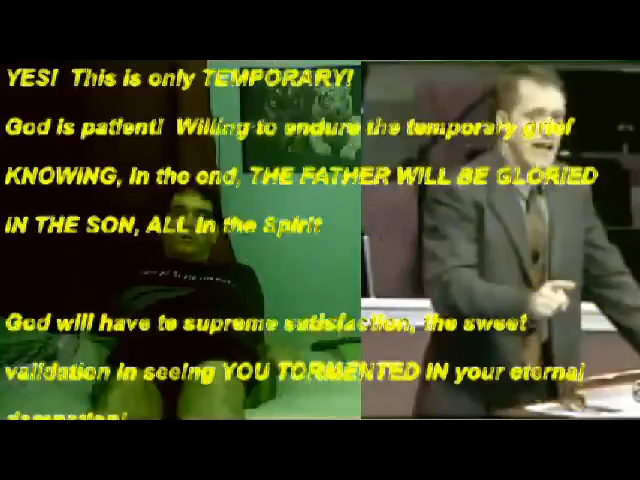 YES! This is only TEMPORARY!
God is patient! Willing to endure the temporary grief
KNOWING, in the end, THE FATHER WILL BE GLORIED
IN THE SON, ALL in the Spirit
God will have to supreme satisfaction, the sweet
validation in seeing YOU TORMENTED IN your eternal
damnation!